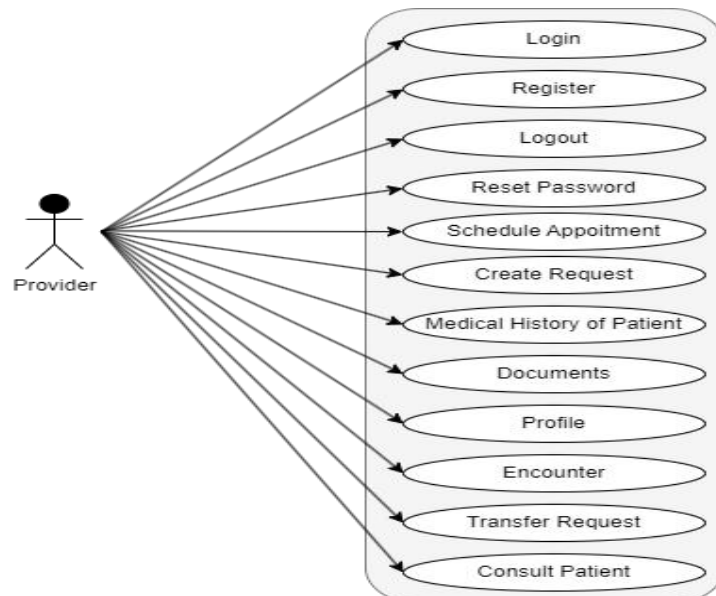 Login
Register
Logout
Reset Password
Schedule Appoitment
Create Request
Medical History of Patient
Documents
Profile
Encounter
Transfer Request
Consult Patient
Provider